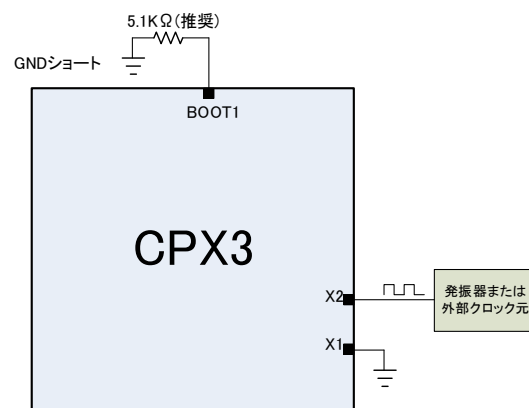 5.1KΩ(推奨)
GNDショート
BOOT1
CPX3
X2
発振器または
外部クロック元
X1